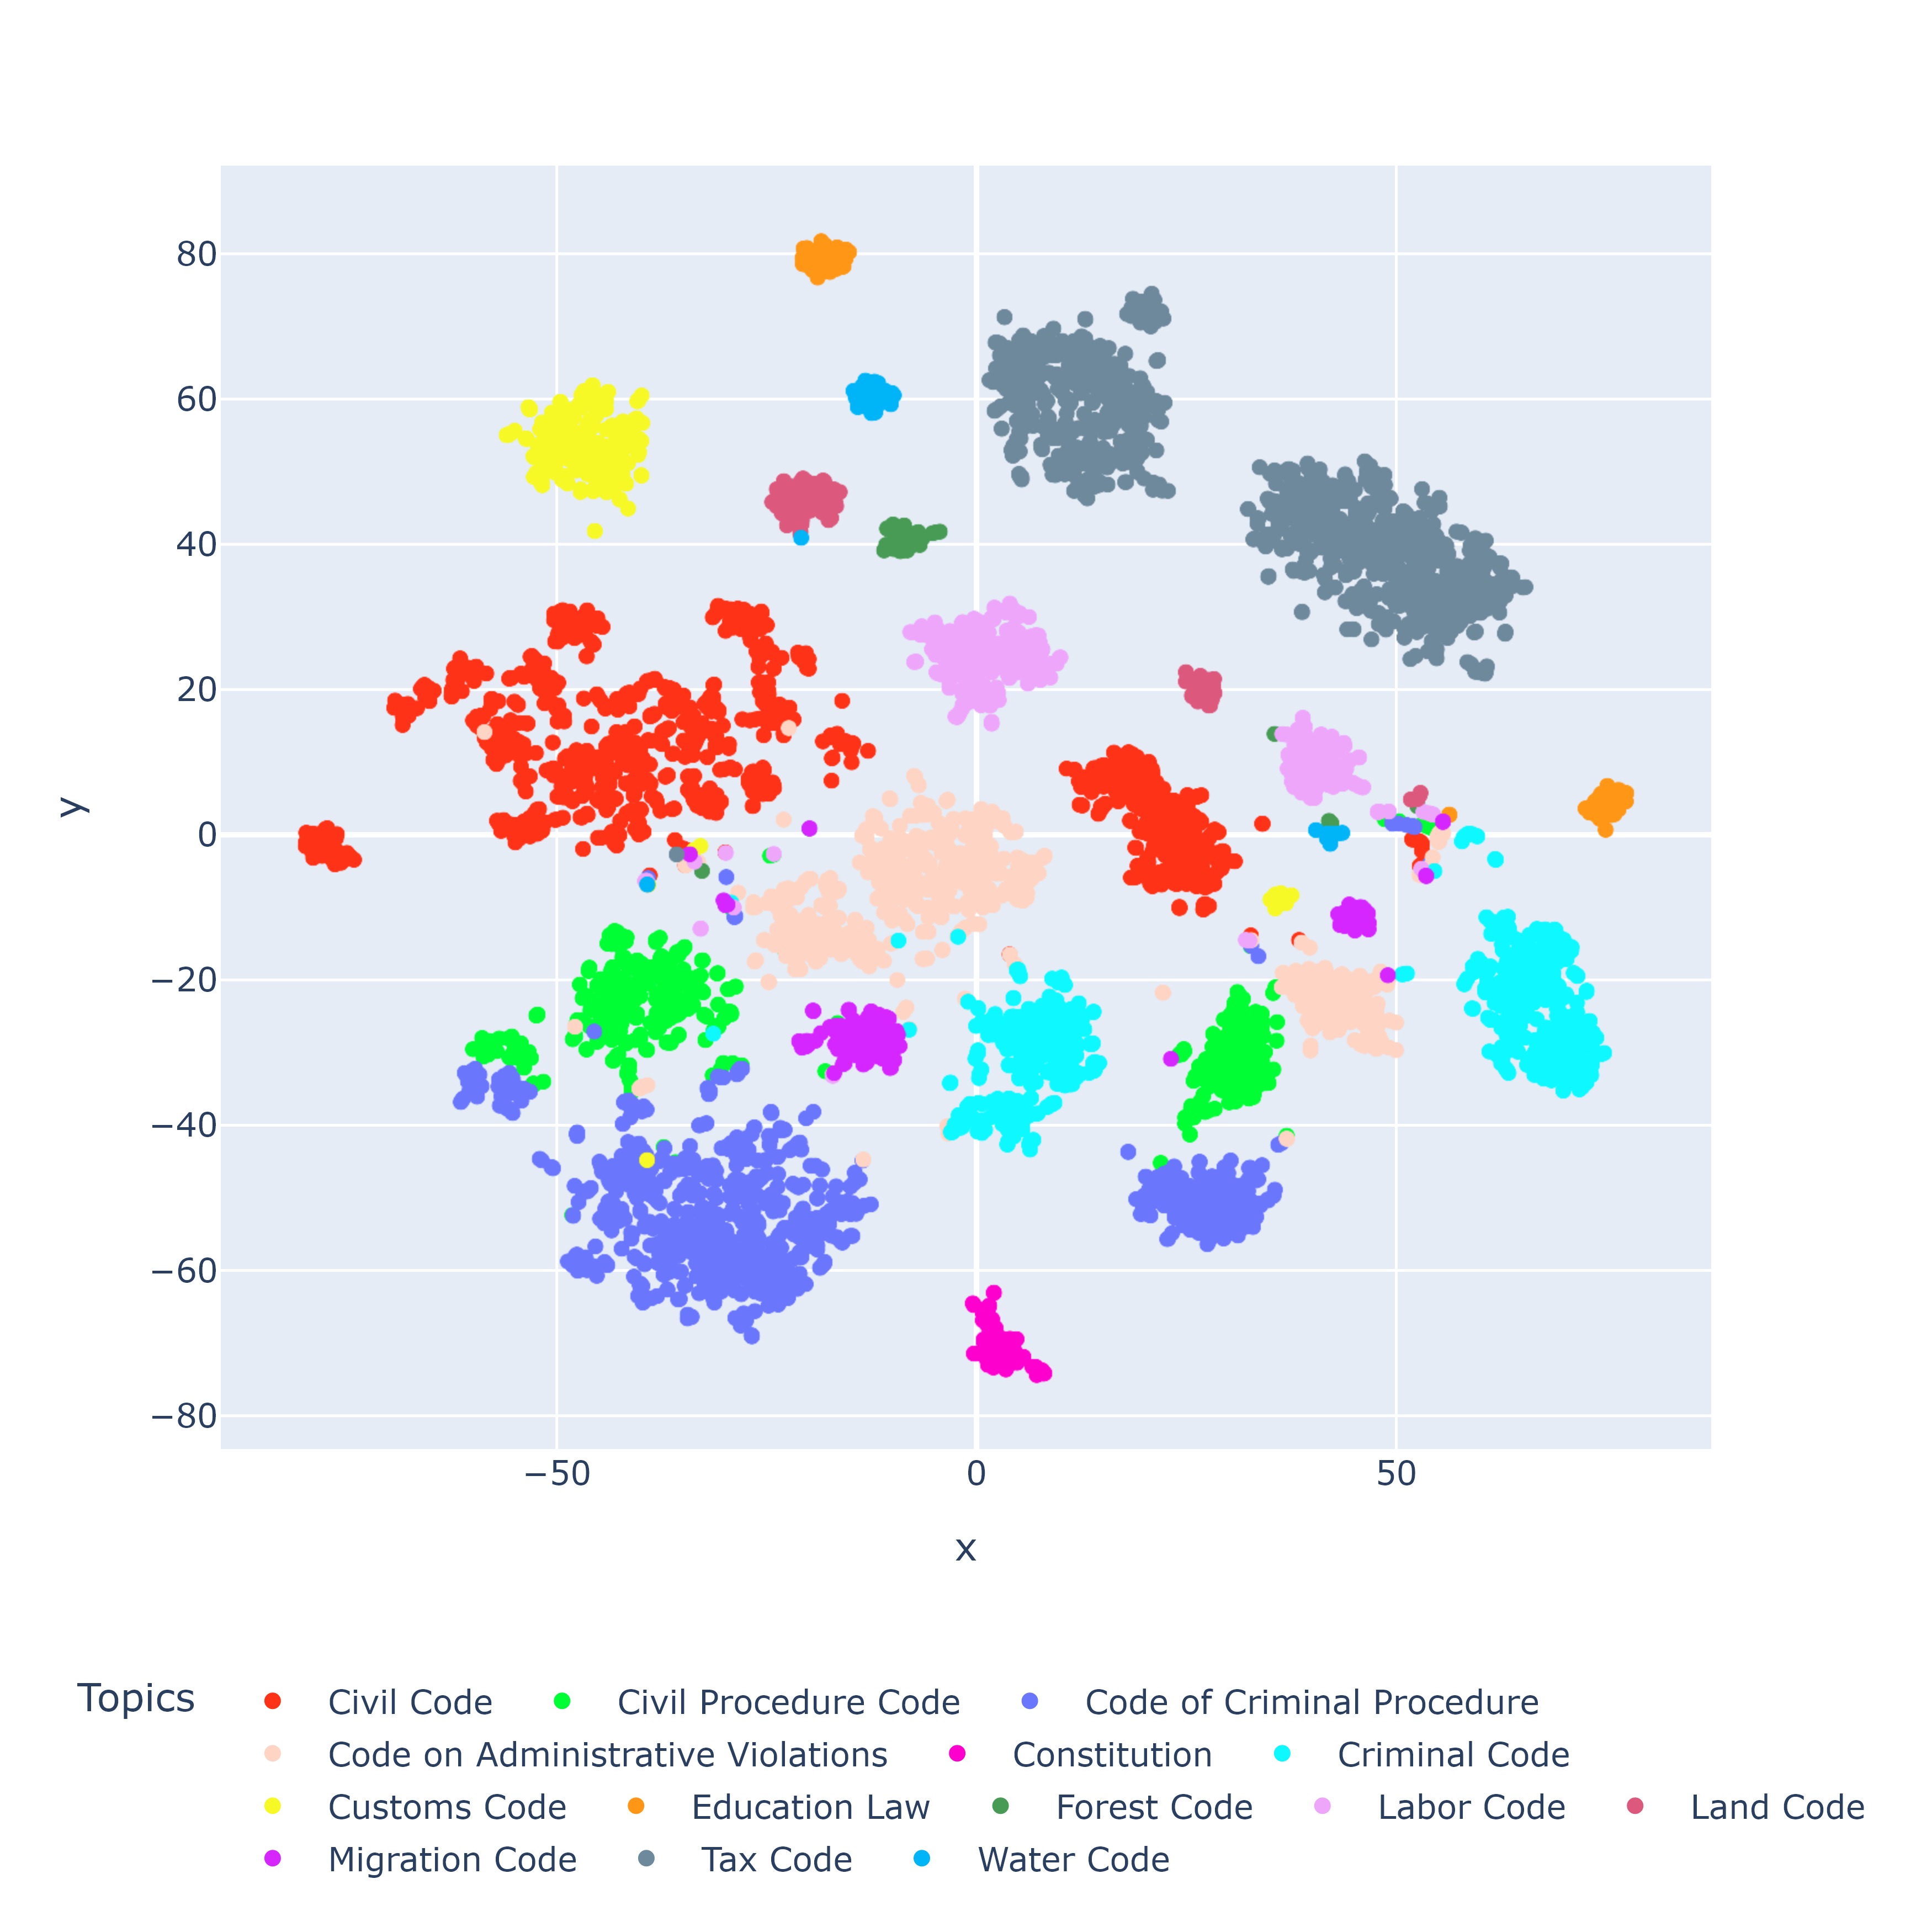 80
60
40
20
0
−20
−40
−60
−80
y
−50 0 50
x
Topics Civil Code Civil Procedure Code Code of Criminal Procedure
Code on Administrative Violations Constitution Criminal Code
Customs Code Education Law Forest Code Labor Code Land Code
Migration Code Tax Code Water Code